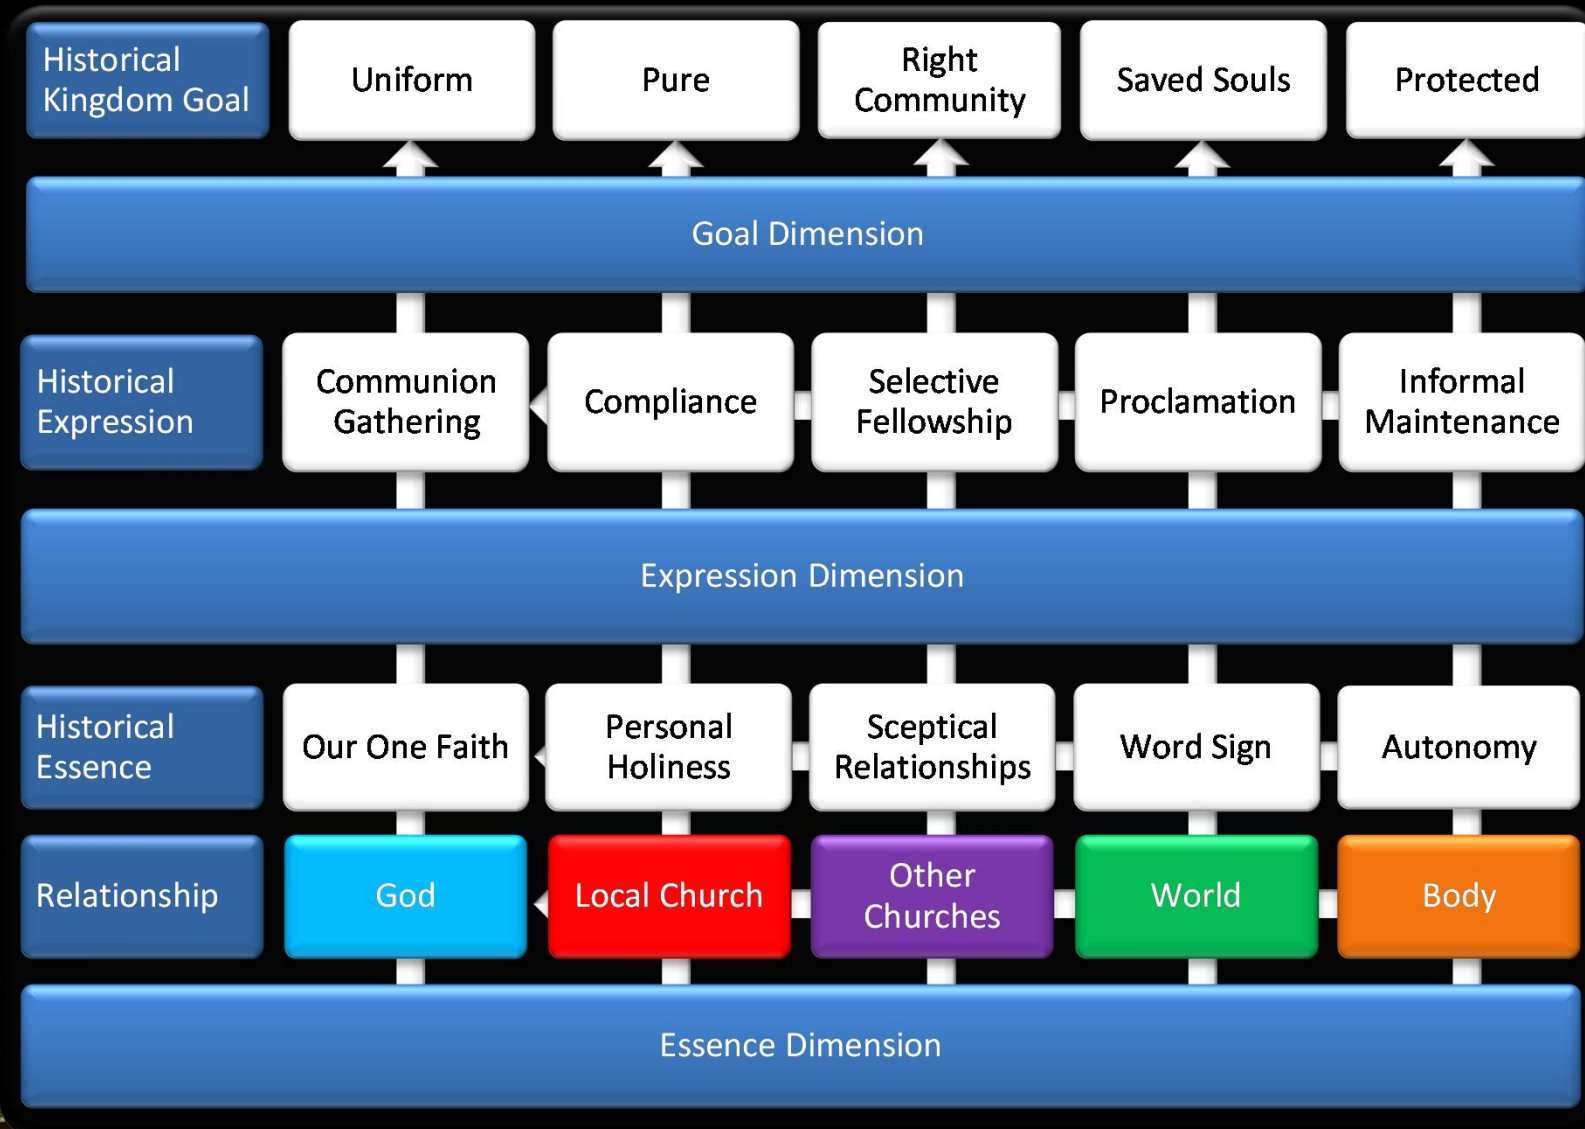 Historical
Kingdom Goal
Uniform
Pure
Right
Community
Saved Souls
Protected
Goal Dimension
Historical
Expression
Communion
Gathering
Compliance
Selective
Fellowship
Proclamation
Informal
Maintenance
Expression Dimension
Historical
Essence
Our One Faith
Personal
Holiness
Sceptical
Relationships
Word Sign
Autonomy
Relationship
God
Local Church
Other
Churches
World
Body
Essence Dimension